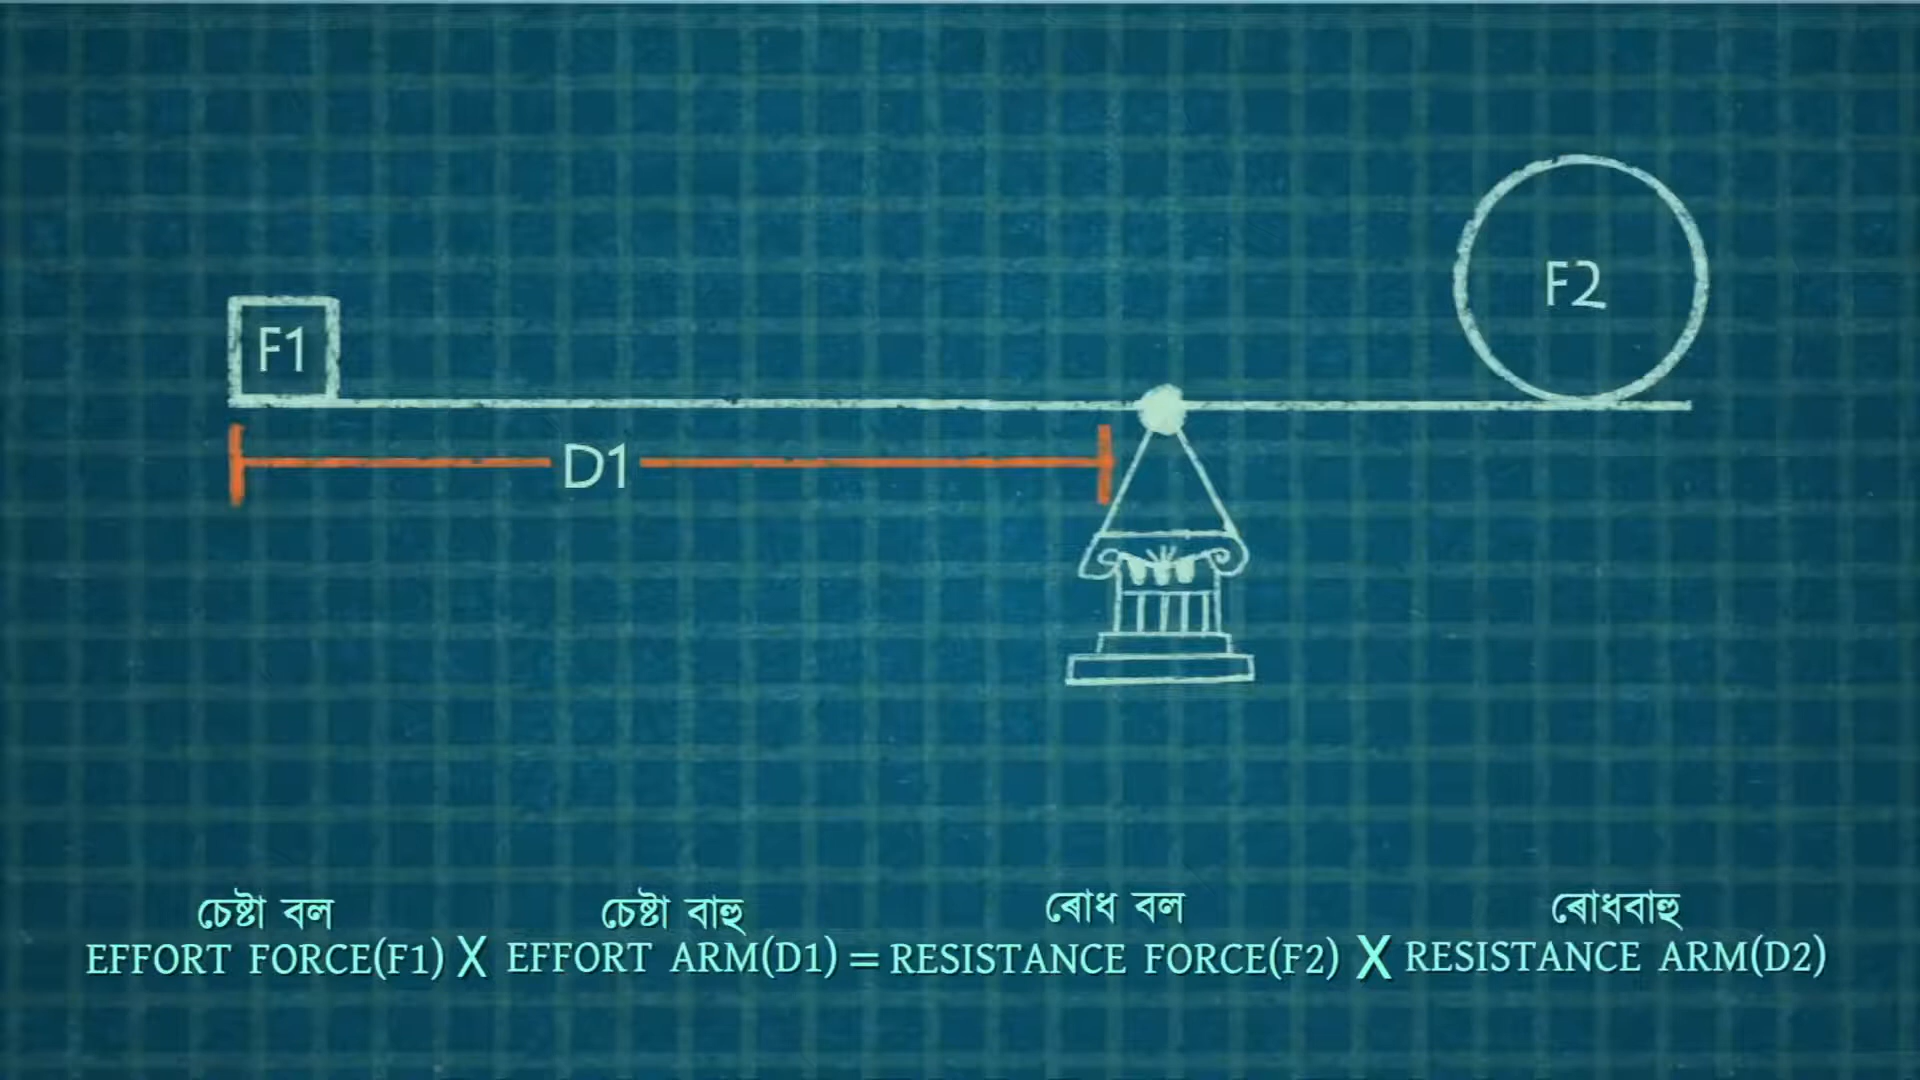 F2
F1
D1
চেষ্টা বল চেষ্টা বাহু ৰোধ বল ৰোধবাহু
EFFORT FORCE(F1) X EFFORT ARM(D1) = RESISTANCE FORCE(F2) X RESISTANCE ARM(D2)